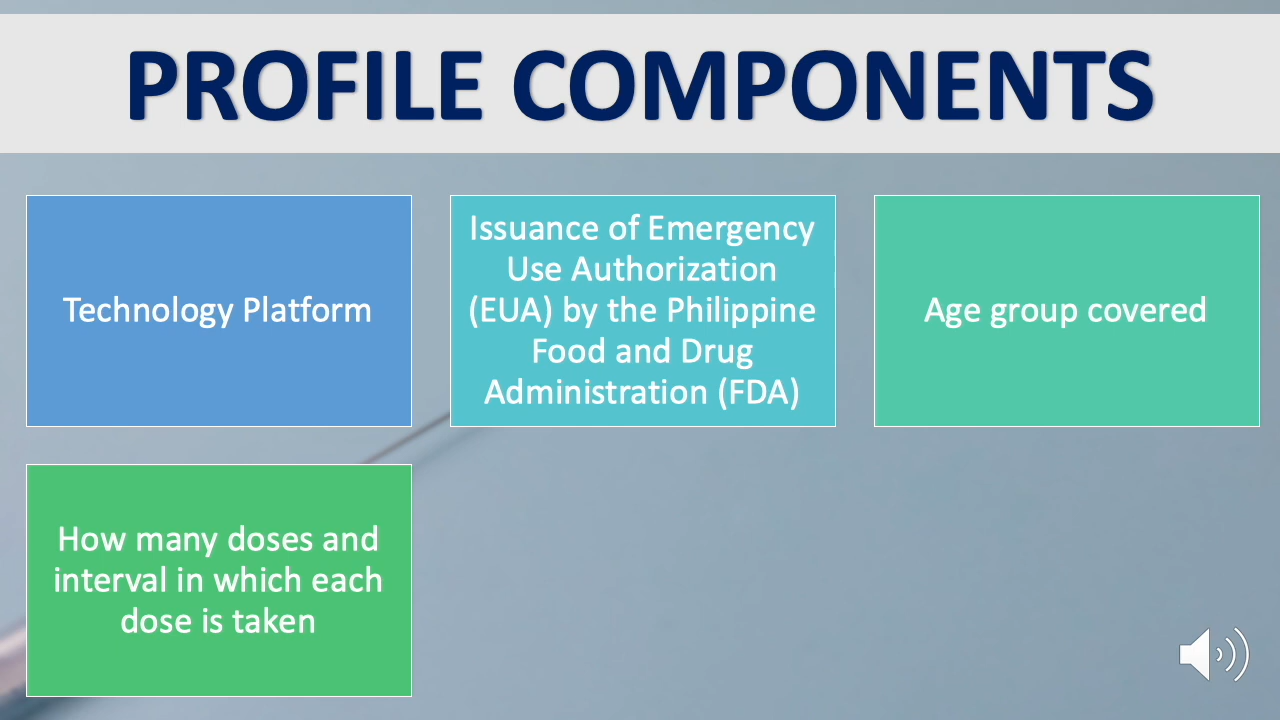 PROFILE COMPONENTS
Technology Platform
Issuance of Emergency
Use Authorization
(EUA) by the Philippine
Food and Drug
Administration (FDA)
Age group covered
How many doses and
interval in which each
dose is taken